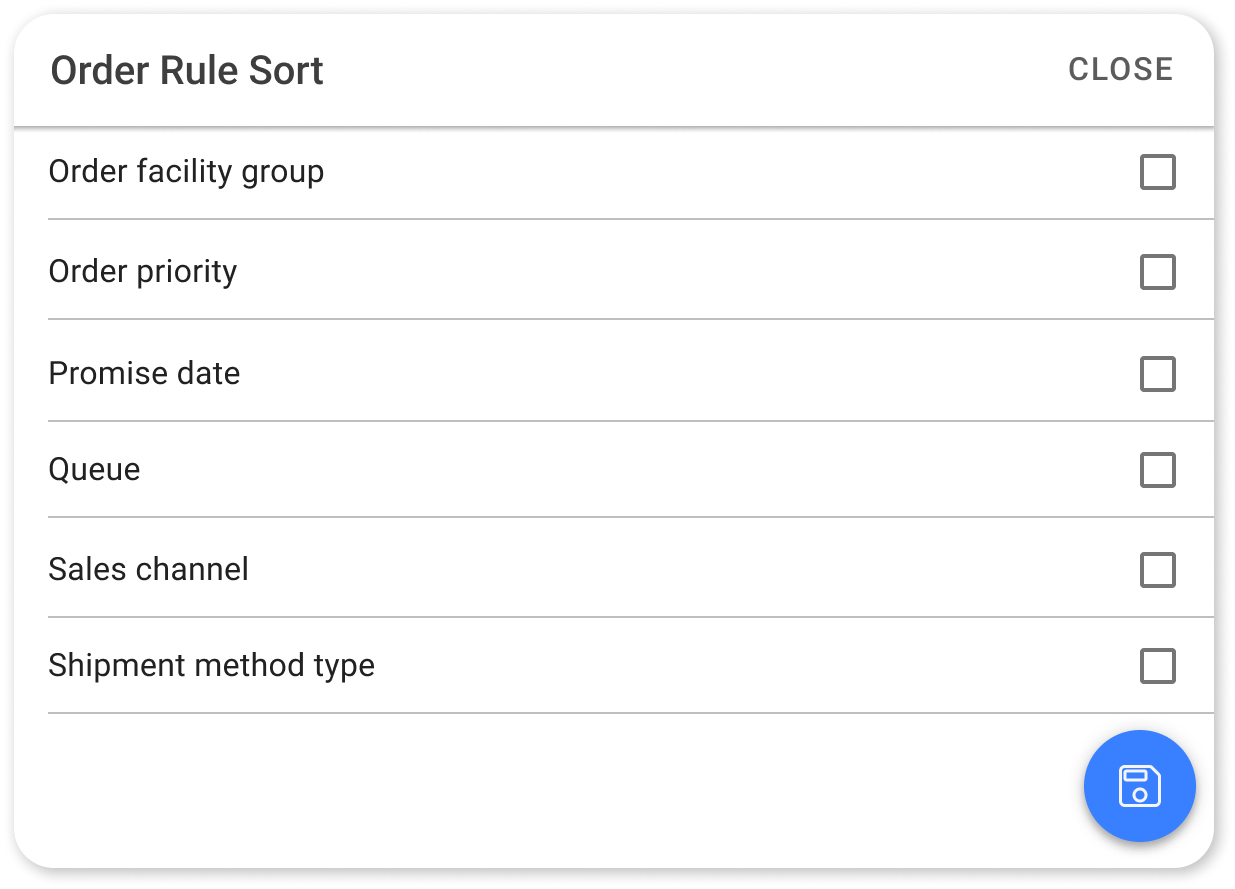 Order Rule Sort
CLOSE
Order facility group
Order priority
Promise date
Queue
Sales channel
Shipment method type